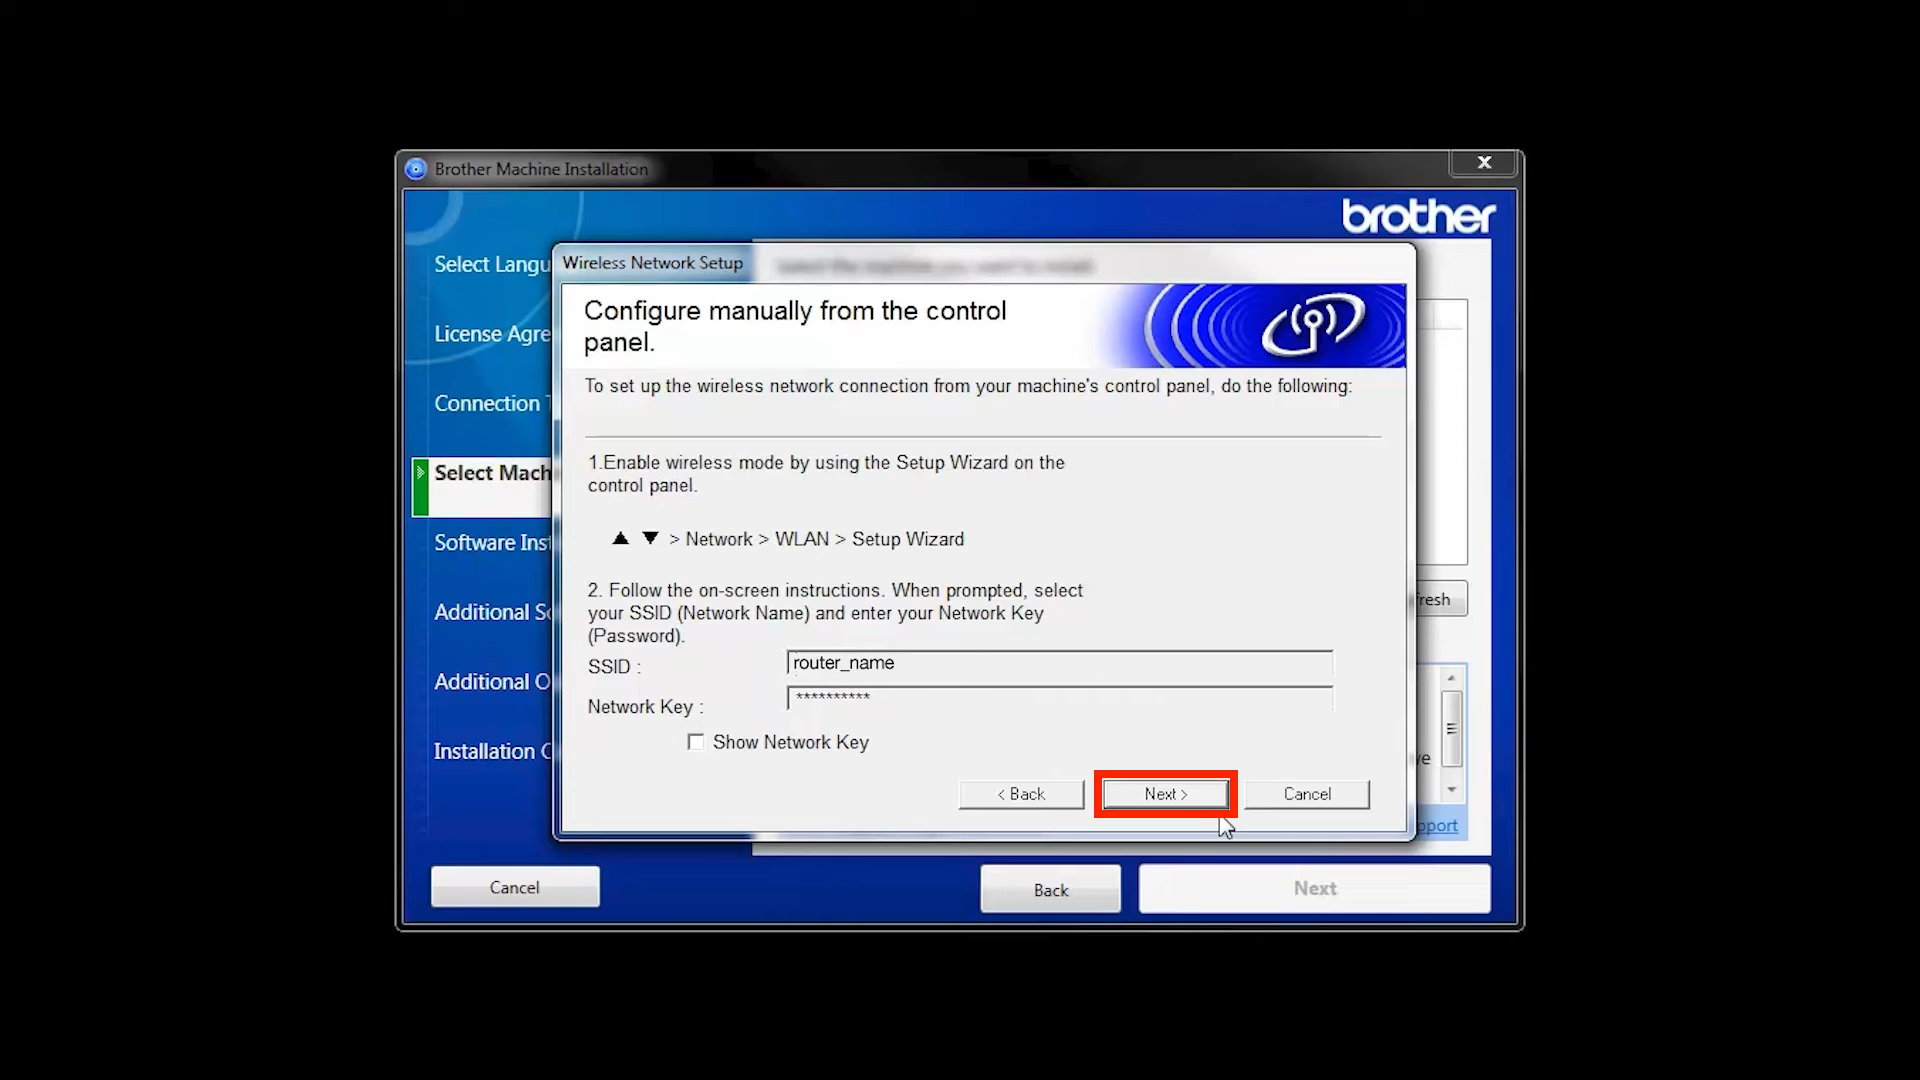 Brother Machine Installation
X
brother
Select Langu
License Agre
Connection T
Select Mach
Software Inst
Additional So
Additional O
Installation C
Wireless Network Setup
Configure manually from the control
panel.
To set up the wireless network connection from your machine's control panel, do the following:
1.Enable wireless mode by using the Setup Wizard on the
control panel.
▲ ▼ > Network > WLAN > Setup Wizard
2. Follow the on-screen instructions. When prompted, select
your SSID (Network Name) and enter your Network Key
(Password).
SSID : router_name
Network Key : **********
Show Network Key
< Back Next > Cancel
fresh
ve
pport
Cancel Back Next